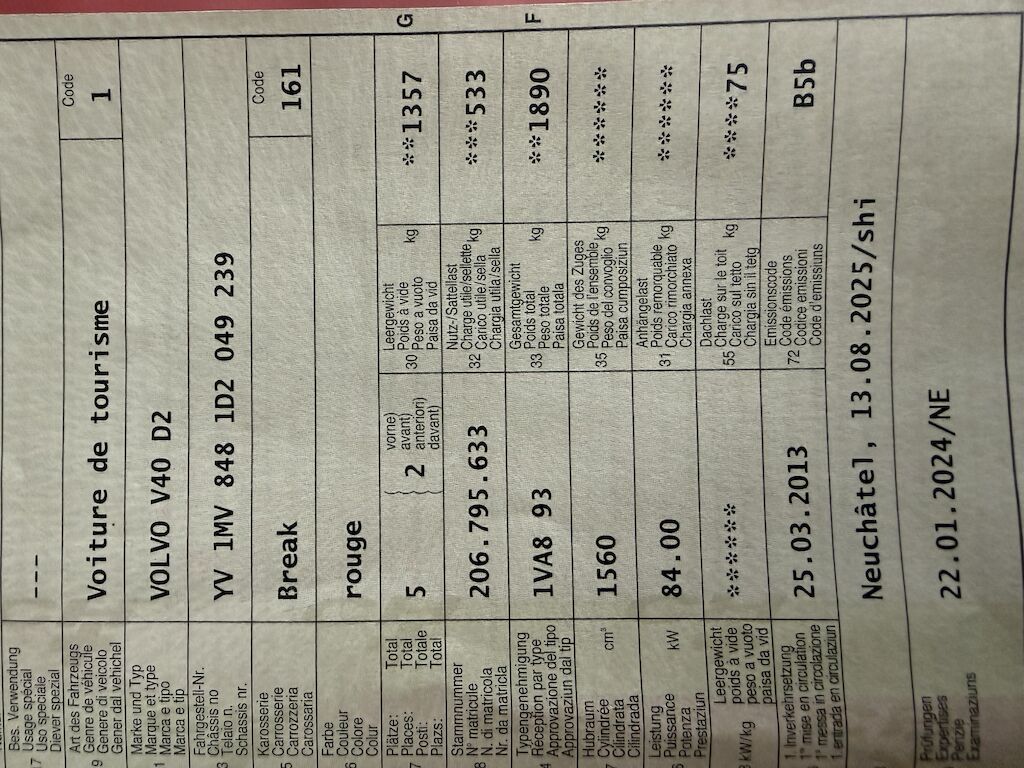 Bes. Verwendung
Usage spécial
Uso speciale
Diever spezial
---
Art des Fahrzeugs
Genre de véhicule
Genere di veicolo
Gener dal vehichel
Voiture de tourisme
Code
1
Marke und Typ
Marque et type
Marca e tipo
Marca e tip
VOLVO V40 D2
Fahrgestell-Nr.
Châssis no
Telaio n.
Schassis nr.
YV 1MV 848 1D2 049 239
Karosserie
Carrosserie
Carrozzeria
Carossaria
Break
Code
161
Farbe
Couleur
Colore
Colur
rouge
Plätze: Total
Places: Total
Posti: Totale
Plazs: Total
5
2
vorne)
avant)
anteriori)
davant)
Leergewicht
30 Poids à vide kg
Peso a vuoto
Paisa da vid
**1357
G
Stammnummer
N° matricule
N. di matricola
Nr. da matricla
206.795.633
Nutz-/Sattellast
Charge utile/sellette
32 Carico utile/sella kg
Chargia utila/sella
***533
Typengenehmigung
Réception par type
Approvazione del tipo
Approvaziun dal tip
1VA8 93
Gesamtgewicht
33 Poids total kg
Peso totale
Paisa totala
**1890
F
Hubraum
Cylindrée cm³
Cilindrata
Cilindrada
1560
Gewicht des Zuges
35 Poids de l'ensemble kg
Peso del convoglio
Paisa cumposiziun
******
Leistung
Puissance kW
Potenza
Prestaziun
84.00
Anhängelast
31 Poids remorquable kg
Carico rimorchiato
Chargia annexa
******
kW/kg
Leergewicht
poids à vide
peso a vuoto
paisa da vid
******
Dachlast
55 Charge sur le toit kg
Carico sul tetto
Chargia sin il tetg
****75
1. Inverkehrsetzung
1re mise en circulation
1a messa in circolazione
1. entrada en circulaziun
25.03.2013
Emissionscode
72 Code émissions
Codice emissioni
Code d'emissiuns
B5b
Neuchâtel, 13.08.2025/shi
Prüfungen
Expertises
Perizie
Examinaziuns
22.01.2024/NE